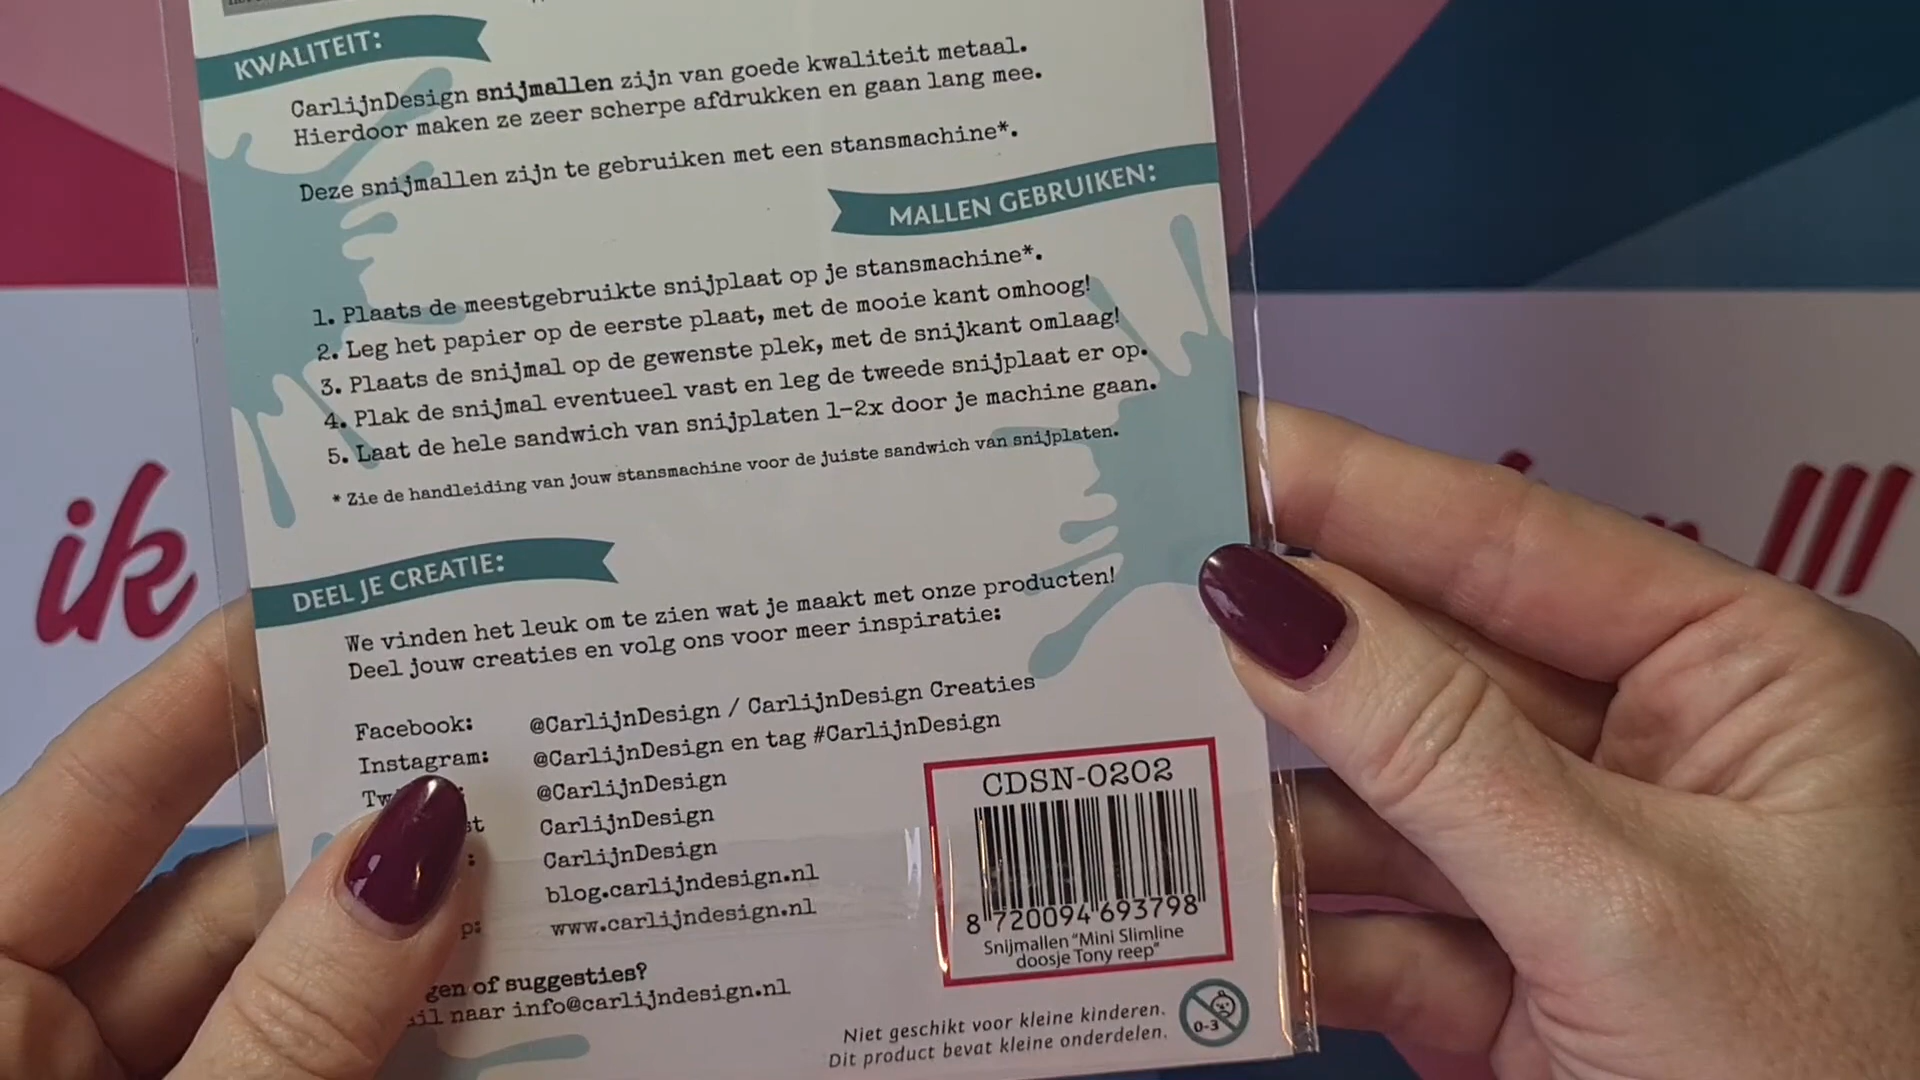 KWALITEIT:
CarlijnDesign snijmallen zijn van goede kwaliteit metaal.
Hierdoor maken ze zeer scherpe afdrukken en gaan lang mee.
Deze snijmallen zijn te gebruiken met een stansmachine*.
MALLEN GEBRUIKEN:
1. Plaats de meestgebruikte snijplaat op je stansmachine*.
2. Leg het papier op de eerste plaat, met de mooie kant omhoog!
3. Plaats de snijmal op de gewenste plek, met de snijkant omlaag!
4. Plak de snijmal eventueel vast en leg de tweede snijplaat er op.
5. Laat de hele sandwich van snijplaten 1-2x door je machine gaan.
* Zie de handleiding van jouw stansmachine voor de juiste sandwich van snijplaten.
DEEL JE CREATIE:
We vinden het leuk om te zien wat je maakt met onze producten!
Deel jouw creaties en volg ons voor meer inspiratie:
Facebook: @CarlijnDesign / CarlijnDesign Creaties
Instagram: @CarlijnDesign en tag #CarlijnDesign
@CarlijnDesign
CarlijnDesign
CarlijnDesign
blog.carlijndesign.nl
www.carlijndesign.nl
of suggesties?
naar info@carlijndesign.nl
CDSN-0202
8 720094 693798
Snijmallen "Mini Slimline
doosje Tony reep"
Niet geschikt voor kleine kinderen.
Dit product bevat kleine onderdelen.
0-3
ik